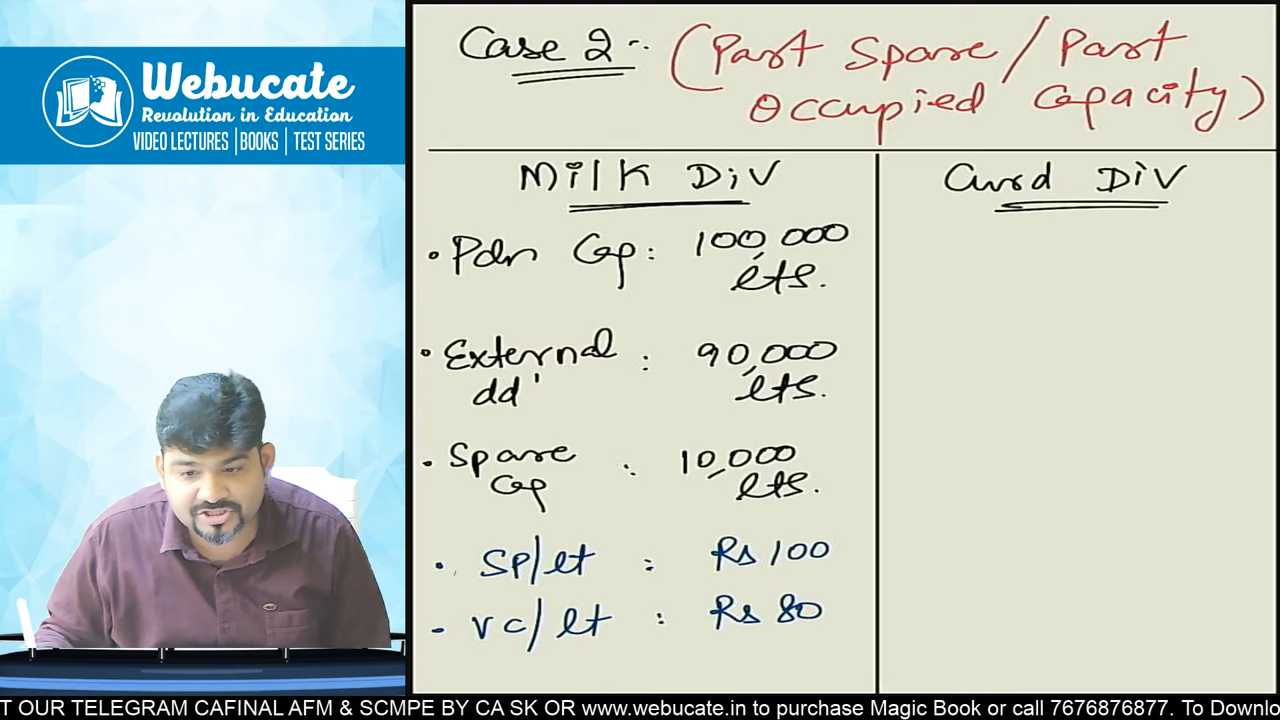 Webucate
Revolution in Education
VIDEO LECTURES | BOOKS | TEST SERIES
Case 2 :- (Part Spare / Part
Occupied Capacity)
Milk Div
• Pdn Cap : 100,000
lts.
• External : 90,000
dd' lts.
• Spare : 10,000
Cap lts.
• SP/lt : Rs 100
• VC/lt : Rs 80
Curd Div
T OUR TELEGRAM CAFINAL AFM & SCMPE BY CA SK OR www.webucate.in to purchase Magic Book or call 7676876877. To Downlo